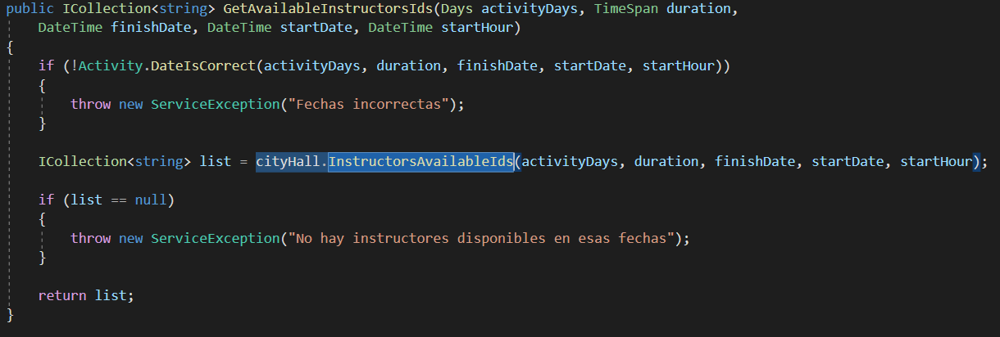 public ICollection<string> GetAvailableInstructorsIds(Days activityDays, TimeSpan duration,
    DateTime finishDate, DateTime startDate, DateTime startHour)
{
    if (!Activity.DateIsCorrect(activityDays, duration, finishDate, startDate, startHour))
    {
        throw new ServiceException("Fechas incorrectas");
    }

    ICollection<string> list = cityHall.InstructorsAvailableIds(activityDays, duration, finishDate, startDate, startHour);

    if (list == null)
    {
        throw new ServiceException("No hay instructores disponibles en esas fechas");
    }

    return list;
}